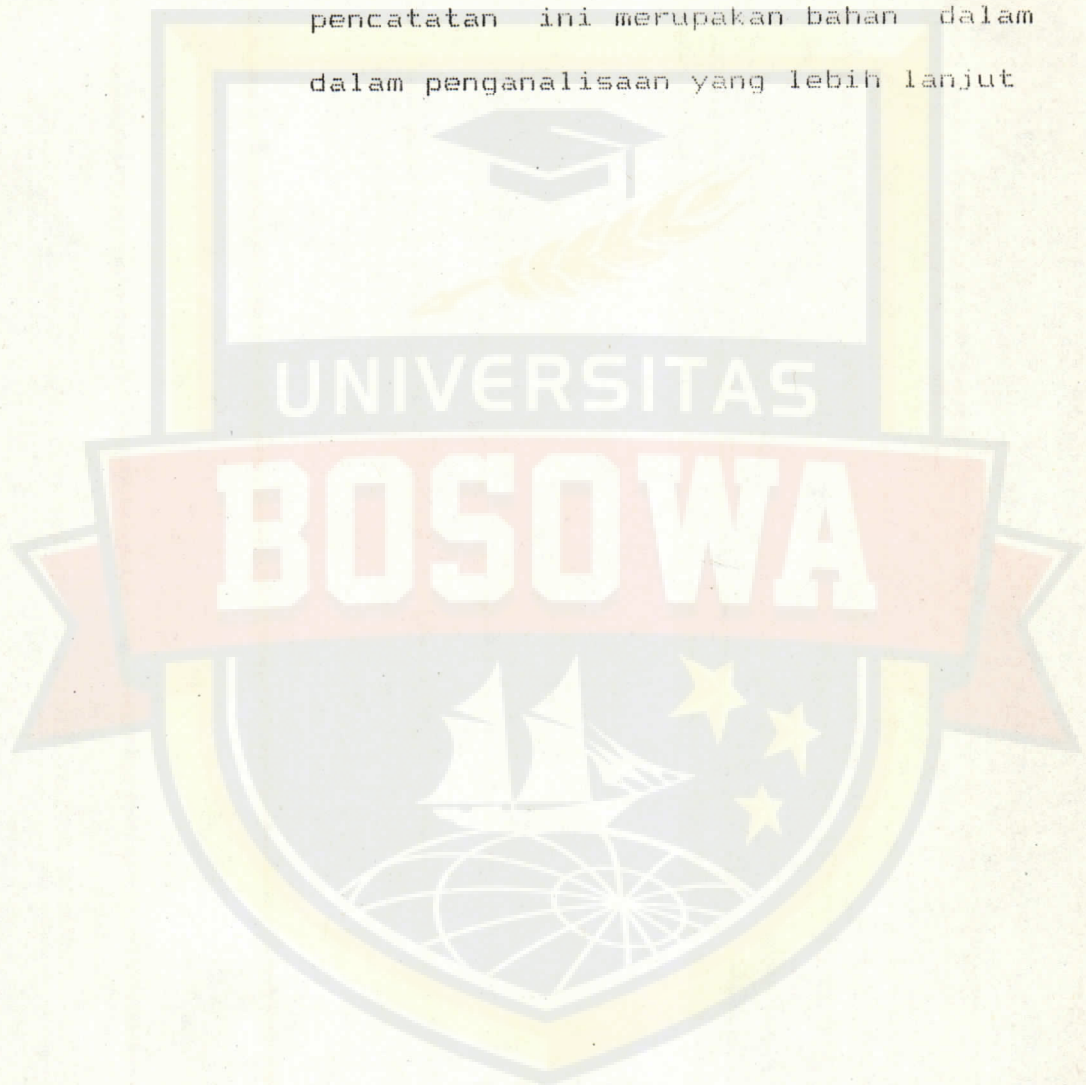 pencatatan ini merupakan bahan dalam
dalam penganalisaan yang lebih lanjut
UNIVERSITAS
BOSOWA